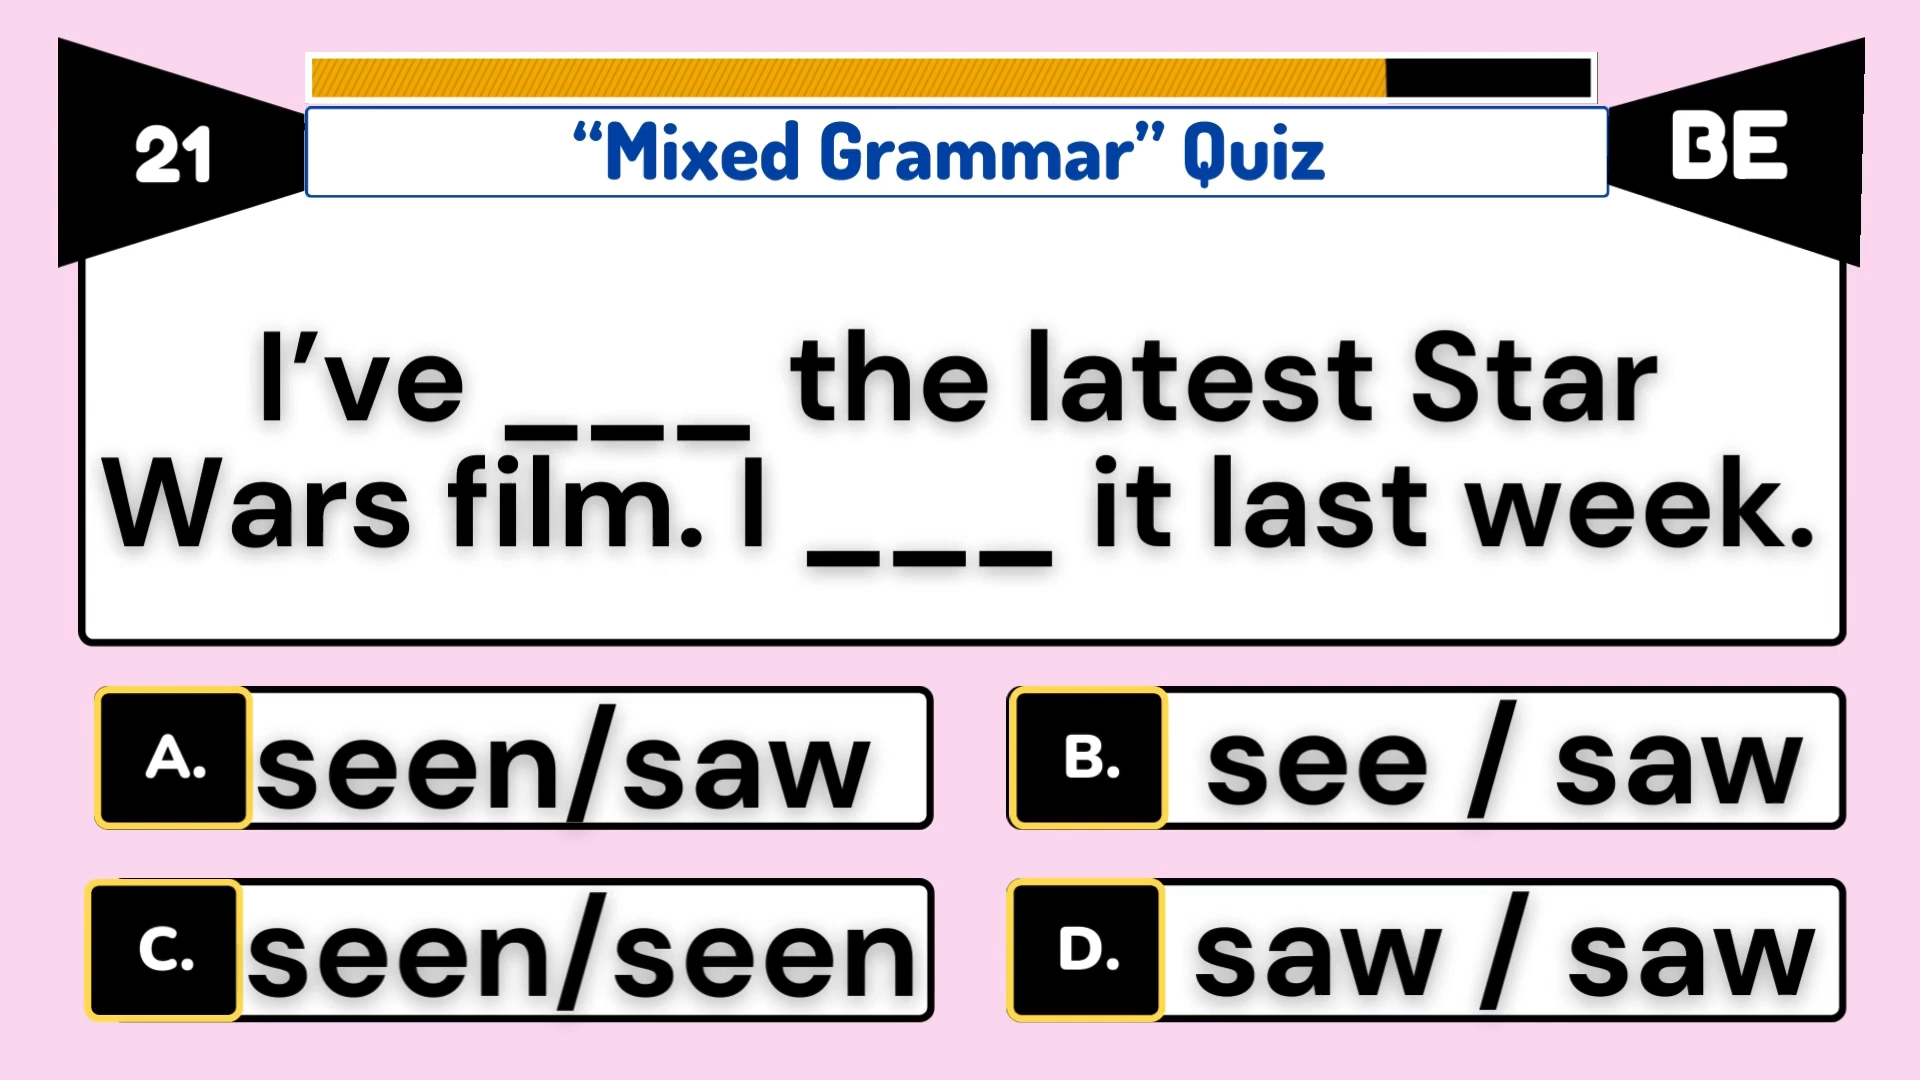 21
“Mixed Grammar” Quiz
BE
I’ve ___ the latest Star
Wars film. I ___ it last week.
A. seen/saw
B. see / saw
C. seen/seen
D. saw / saw